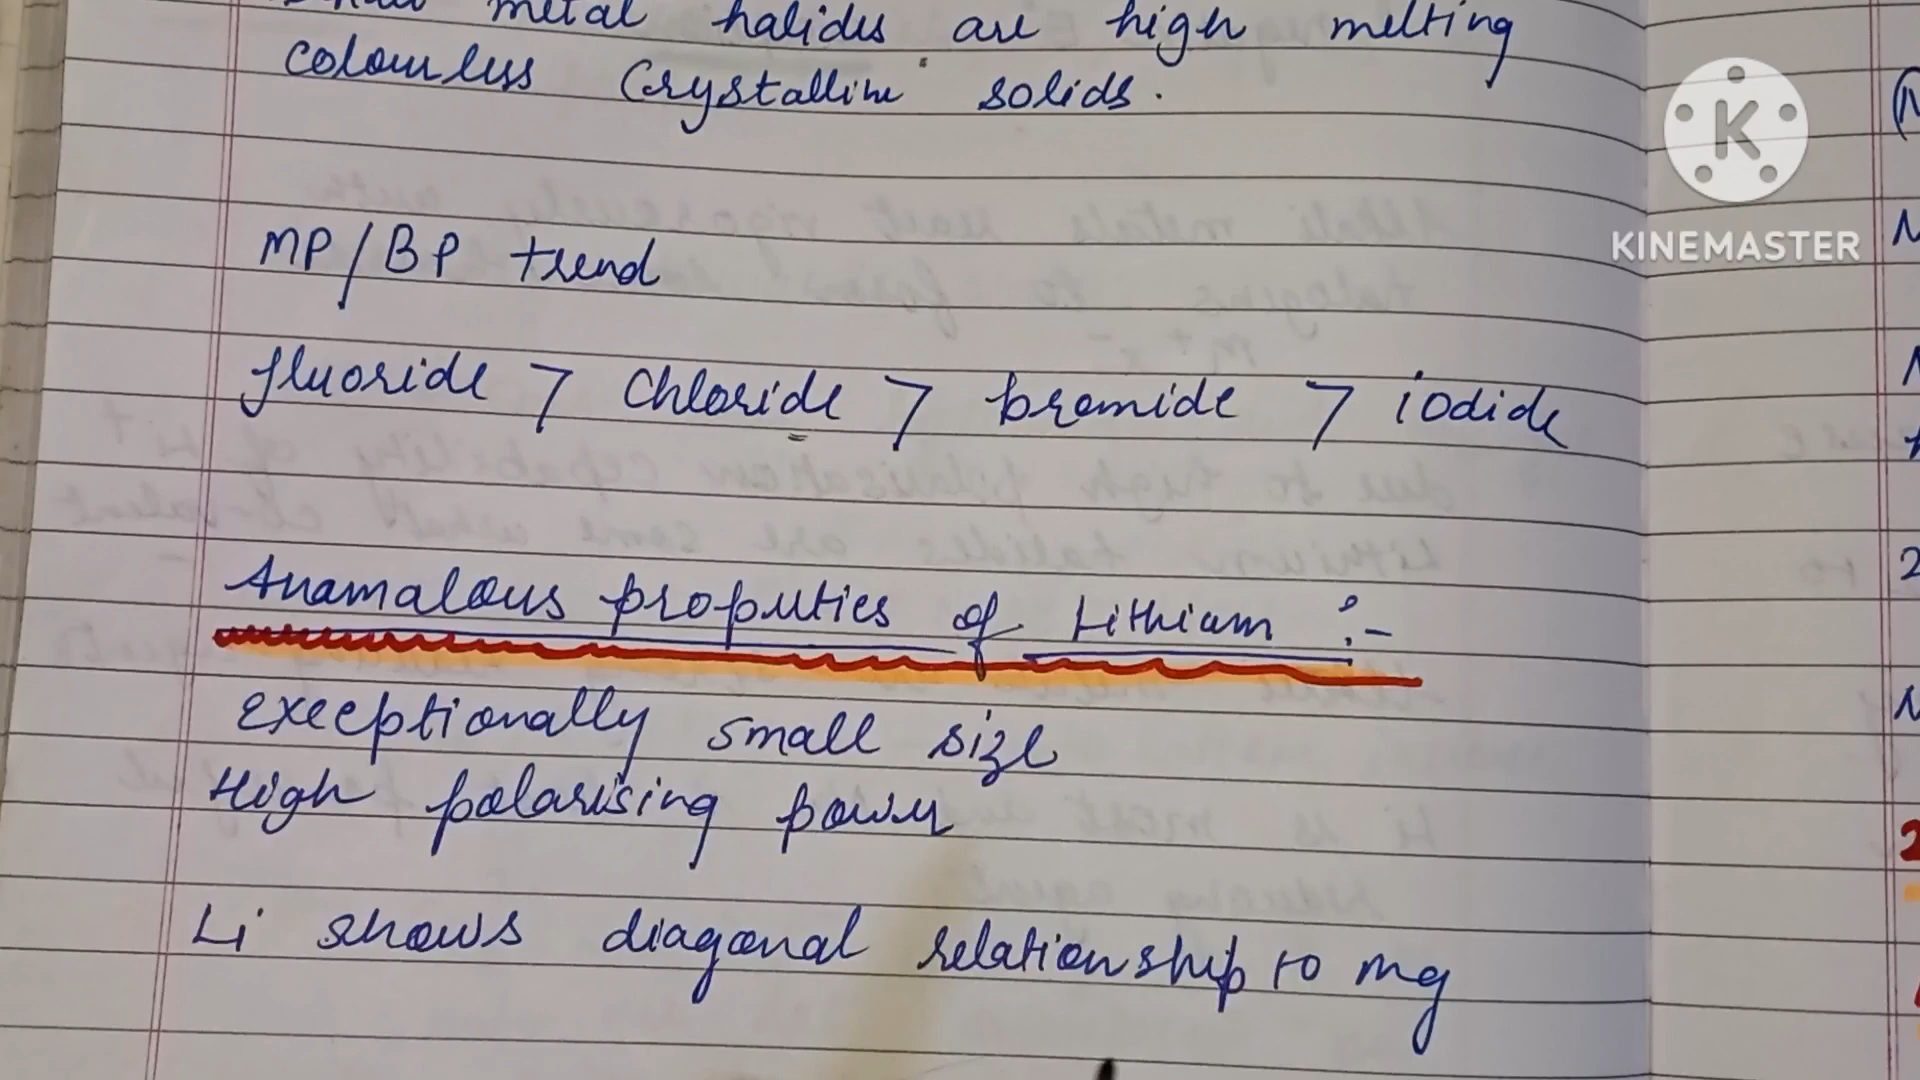 metal halides are high melting
colourless Crystalline solids.
MP/BP trend
fluoride > Chloride > bromide > iodide
Anamalous properties of Lithium :-
exceptionally small size
High polarising power
Li shows diagonal relationship to mg
K
KINEMASTER